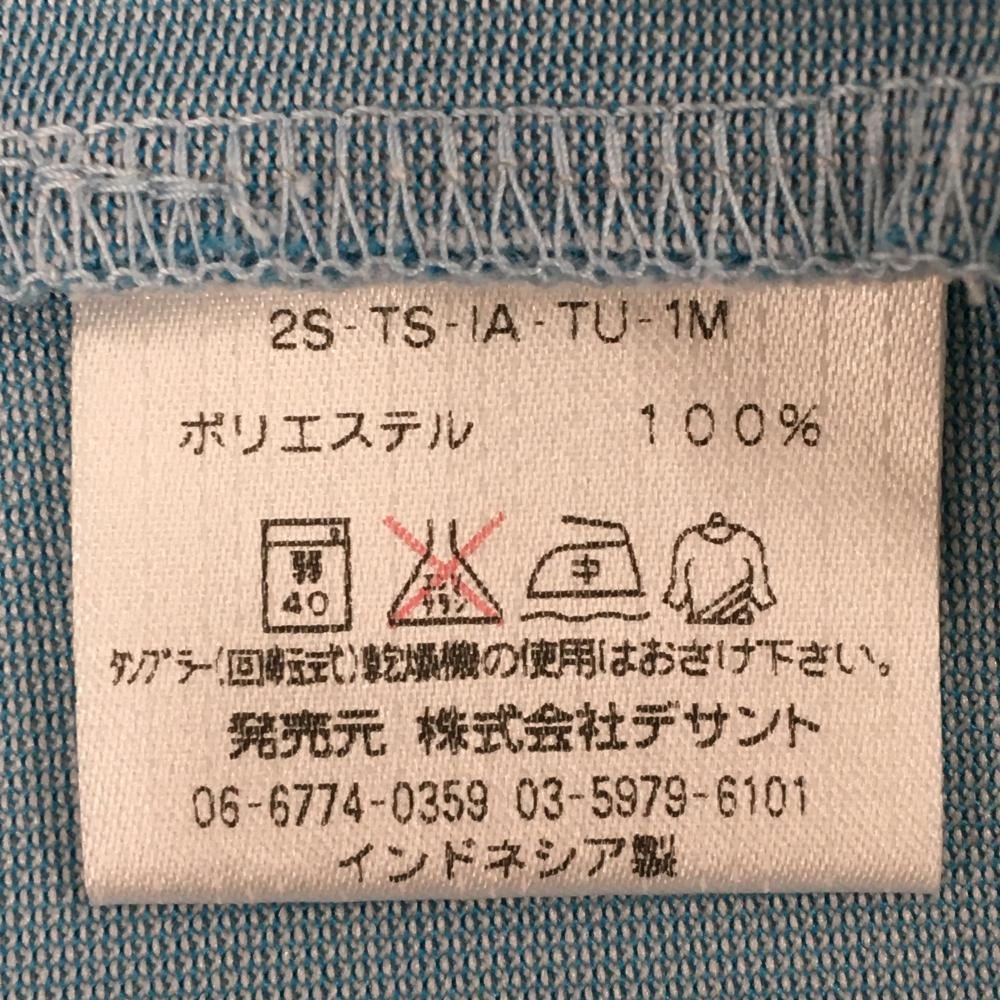 2S-TS-IA-TU-1M
ポリエステル 100%
弱 40 エンソ サラシ 中
タンブラー(回転式)乾燥機の使用はおさけ下さい。
発売元 株式会社デサント
06-6774-0359 03-5979-6101
インドネシア製